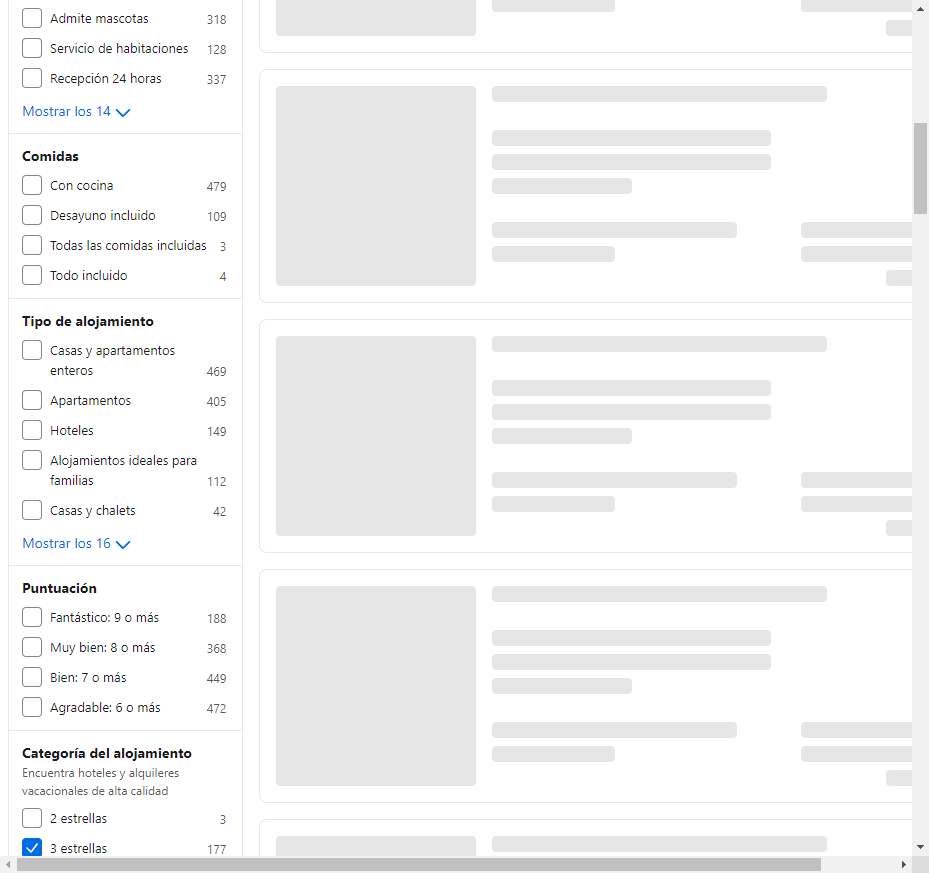 Admite mascotas 318
Servicio de habitaciones 128
Recepción 24 horas 337
Mostrar los 14
Comidas
Con cocina 479
Desayuno incluido 109
Todas las comidas incluidas 3
Todo incluido 4
Tipo de alojamiento
Casas y apartamentos
enteros 469
Apartamentos 405
Hoteles 149
Alojamientos ideales para
familias 112
Casas y chalets 42
Mostrar los 16
Puntuación
Fantástico: 9 o más 188
Muy bien: 8 o más 368
Bien: 7 o más 449
Agradable: 6 o más 472
Categoría del alojamiento
Encuentra hoteles y alquileres
vacacionales de alta calidad
2 estrellas 3
3 estrellas 177